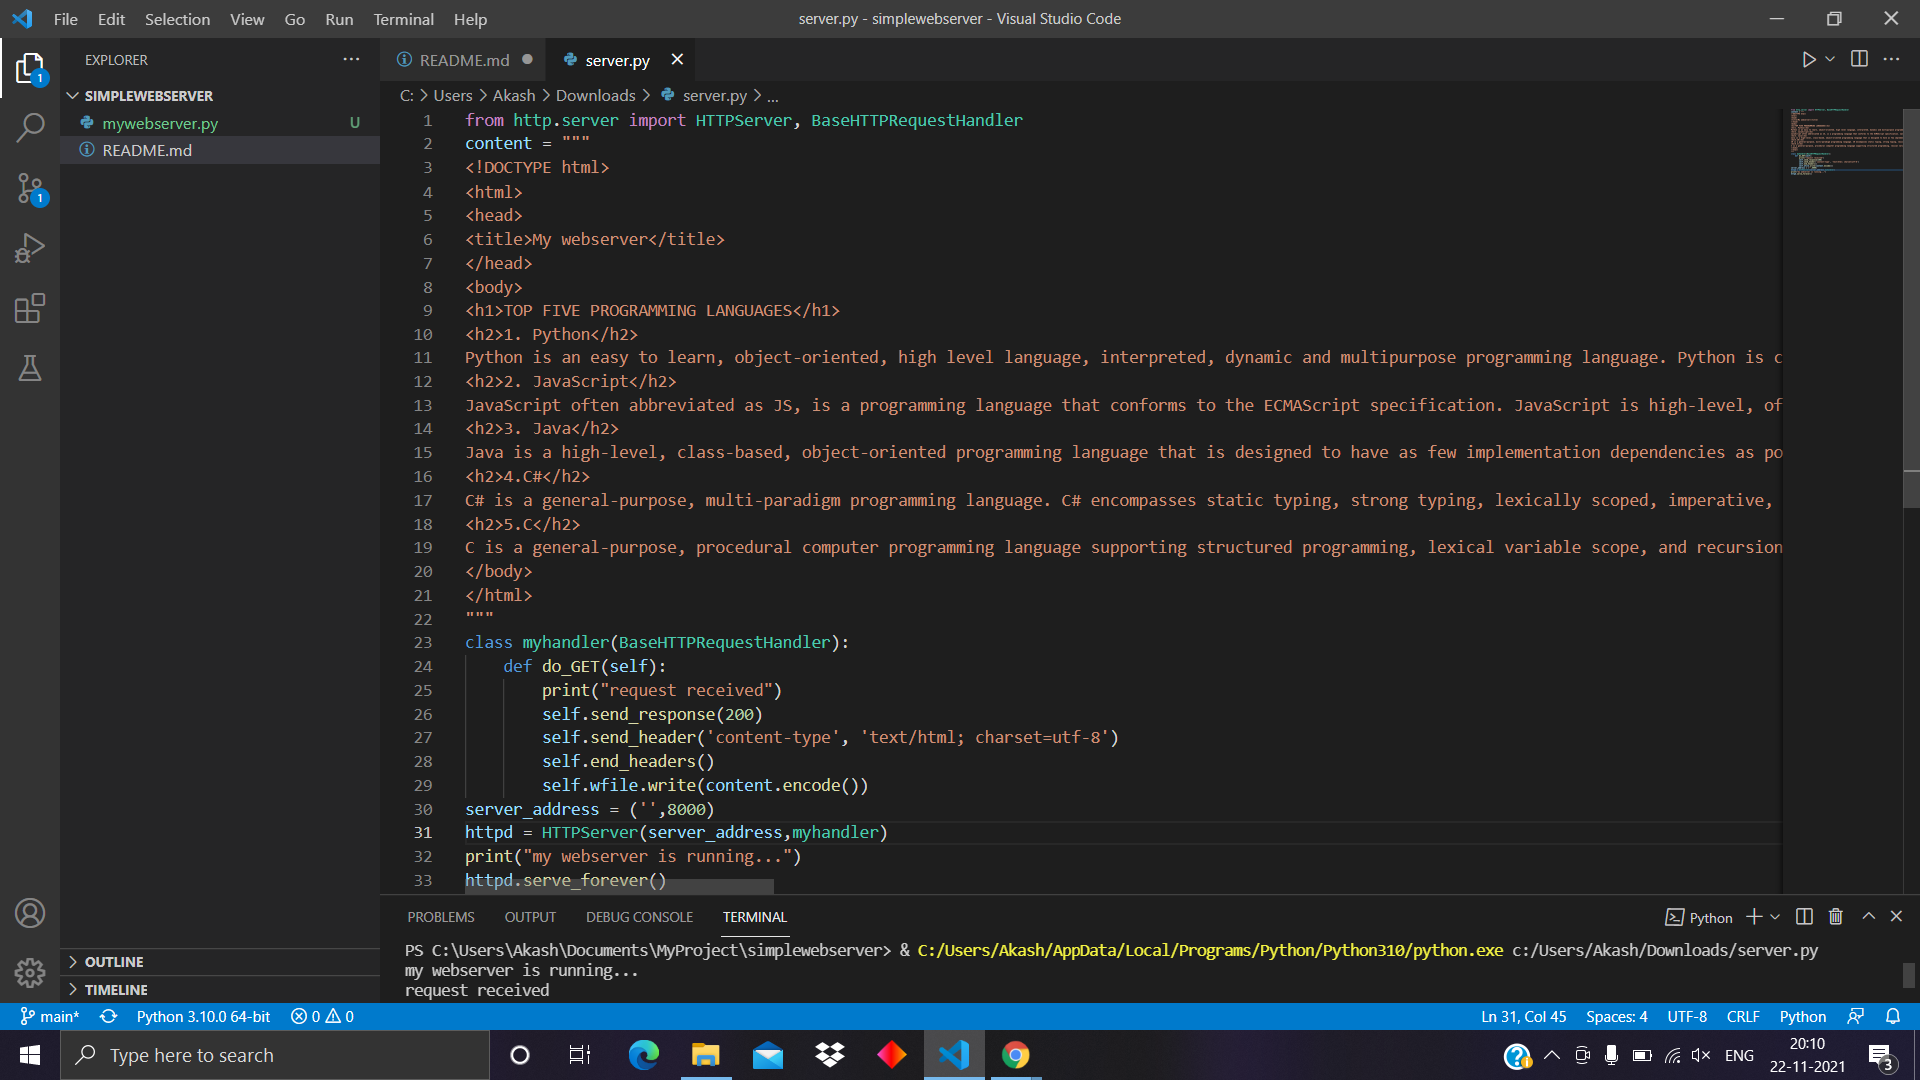 File Edit Selection View Go Run Terminal Help
server.py - simplewebserver - Visual Studio Code
EXPLORER
SIMPLEWEBSERVER
mywebserver.py U
README.md
1
1
README.md
server.py
C: > Users > Akash > Downloads > server.py > ...
1 from http.server import HTTPServer, BaseHTTPRequestHandler
2 content = """
3 <!DOCTYPE html>
4 <html>
5 <head>
6 <title>My webserver</title>
7 </head>
8 <body>
9 <h1>TOP FIVE PROGRAMMING LANGUAGES</h1>
10 <h2>1. Python</h2>
11 Python is an easy to learn, object-oriented, high level language, interpreted, dynamic and multipurpose programming language. Python is c
12 <h2>2. JavaScript</h2>
13 JavaScript often abbreviated as JS, is a programming language that conforms to the ECMAScript specification. JavaScript is high-level, of
14 <h2>3. Java</h2>
15 Java is a high-level, class-based, object-oriented programming language that is designed to have as few implementation dependencies as po
16 <h2>4.C#</h2>
17 C# is a general-purpose, multi-paradigm programming language. C# encompasses static typing, strong typing, lexically scoped, imperative,
18 <h2>5.C</h2>
19 C is a general-purpose, procedural computer programming language supporting structured programming, lexical variable scope, and recursion
20 </body>
21 </html>
22 """
23 class myhandler(BaseHTTPRequestHandler):
24 def do_GET(self):
25 print("request received")
26 self.send_response(200)
27 self.send_header('content-type', 'text/html; charset=utf-8')
28 self.end_headers()
29 self.wfile.write(content.encode())
30 server_address = ('',8000)
31 httpd = HTTPServer(server_address,myhandler)
32 print("my webserver is running...")
33 httpd.serve_forever()
PROBLEMS OUTPUT DEBUG CONSOLE TERMINAL
Python
PS C:\Users\Akash\Documents\MyProject\simplewebserver> & C:/Users/Akash/AppData/Local/Programs/Python/Python310/python.exe c:/Users/Akash/Downloads/server.py
my webserver is running...
request received
OUTLINE
TIMELINE
main* Python 3.10.0 64-bit 0 0
Ln 31, Col 45 Spaces: 4 UTF-8 CRLF Python
Type here to search
ENG
20:10
22-11-2021
3